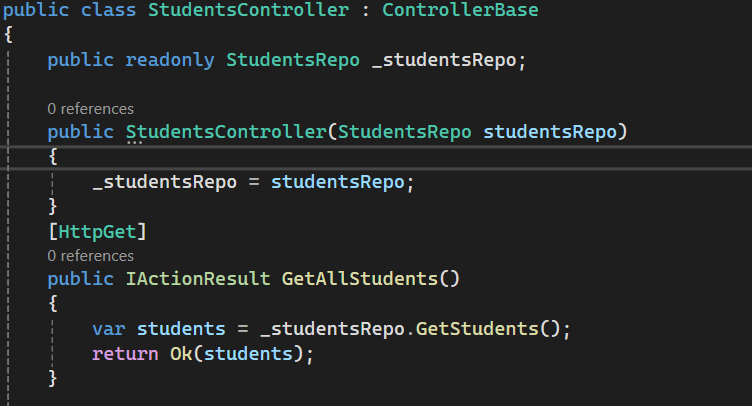 public class StudentsController : ControllerBase
{
public readonly StudentsRepo _studentsRepo;
0 references
public StudentsController(StudentsRepo studentsRepo)
{
_studentsRepo = studentsRepo;
}
[HttpGet]
0 references
public IActionResult GetAllStudents()
{
var students = _studentsRepo.GetStudents();
return Ok(students);
}